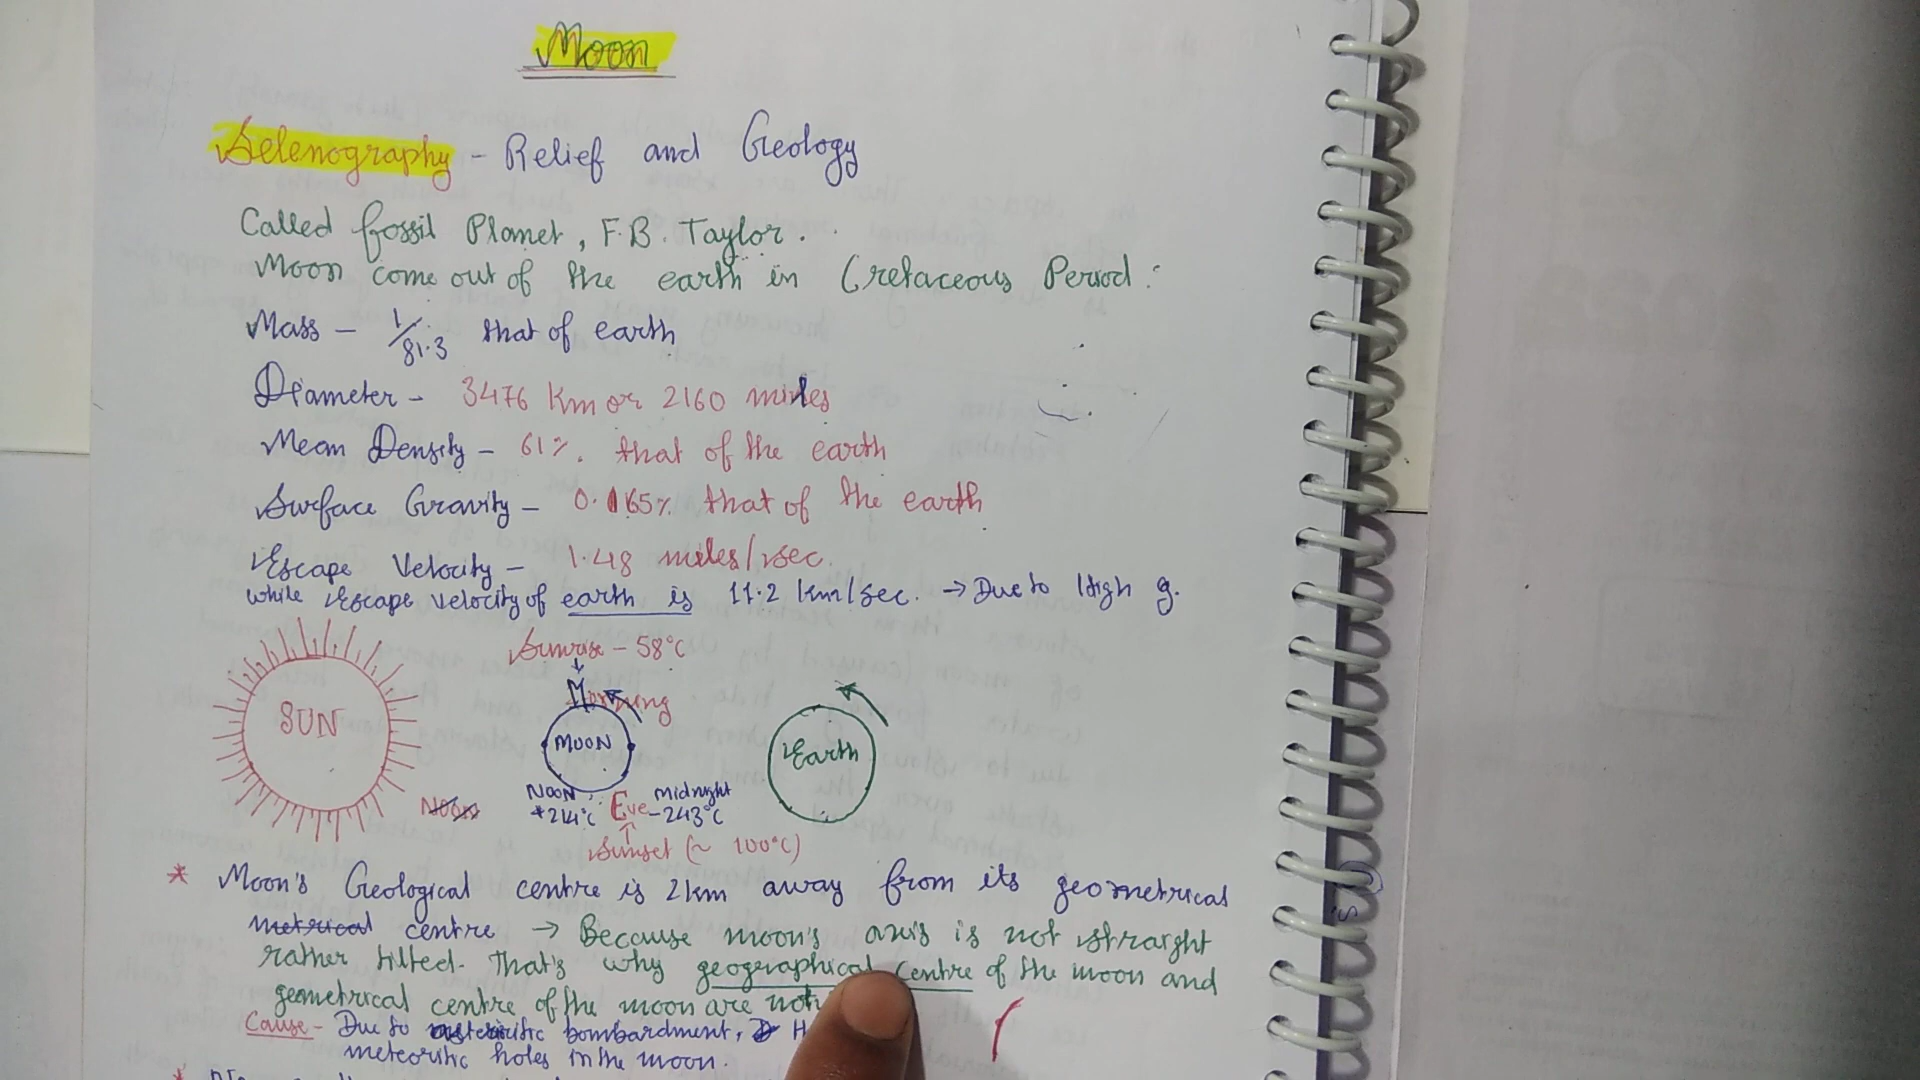 Moon
Selenography - Relief and Geology
Called fossil Planet, F.B. Taylor.
Moon come out of the earth in Cretaceous Period:
Mass - 1/81.3 that of earth
Diameter - 3476 Km or 2160 miles
Mean Density - 61%. that of the earth
Surface Gravity - 0.165% that of the earth
Escape Velocity - 1.48 miles/sec.
while escape velocity of earth is 11.2 km/sec. → Due to High g.
Sunrise - 58°C
Morning
SUN
MOON
Earth
Noon
NOON
+214°C
Eve
Midnight
-243°C
Sunset (~ 100°C)
* Moon's Geological centre is 2km away from its geometrical
metrical centre → Because moon's axis is not straight
rather tilted. That's why geographical centre of the moon and
geometrical centre of the moon are not
Cause - Due to bombardment,
meteoritic holes in the moon.